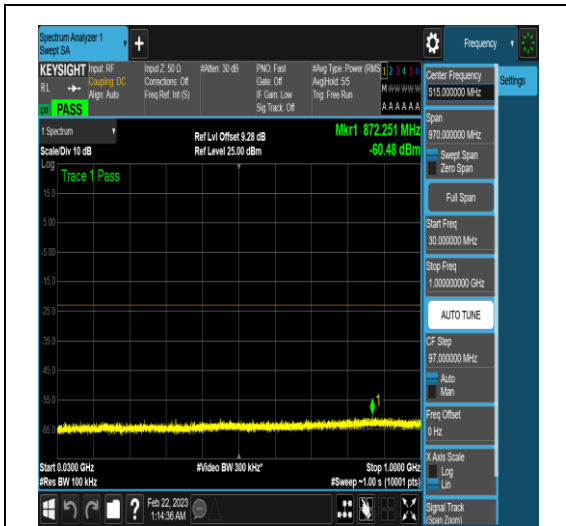 Spectrum Analyzer 1
Swept SA
+
Frequency
KEYSIGHT
RL
PASS
Input: RF
Coupling: DC
Align: Auto
Input Z: 50 Ω
Corrections: Off
Freq Ref: Int (S)
#Atten: 30 dB
PNO: Fast
Gate: Off
IF Gain: Low
Sig Track: Off
#Avg Type: Power (RMS
Avg|Hold: 5/5
Trig: Free Run
1 2 3 4 5 6
M W W W W W
A A A A A A
1 Spectrum
Scale/Div 10 dB
Ref Lvl Offset 9.28 dB
Ref Level 25.00 dBm
Mkr1 872.251 MHz
-60.48 dBm
Log
Trace 1 Pass
15.0
5.00
-5.00
-15.0
-25.0
-35.0
-45.0
-55.0
-65.0
1
Start 0.0300 GHz
#Res BW 100 kHz
#Video BW 300 kHz*
Stop 1.0000 GHz
#Sweep ~1.00 s (10001 pts)
Center Frequency
515.000000 MHz
Settings
Span
970.000000 MHz
Swept Span
Zero Span
Full Span
Start Freq
30.000000 MHz
Stop Freq
1.000000000 GHz
AUTO TUNE
CF Step
97.000000 MHz
Auto
Man
Freq Offset
0 Hz
X Axis Scale
Log
Lin
Signal Track
(Span Zoom)
?
Feb 22, 2023
1:14:36 AM